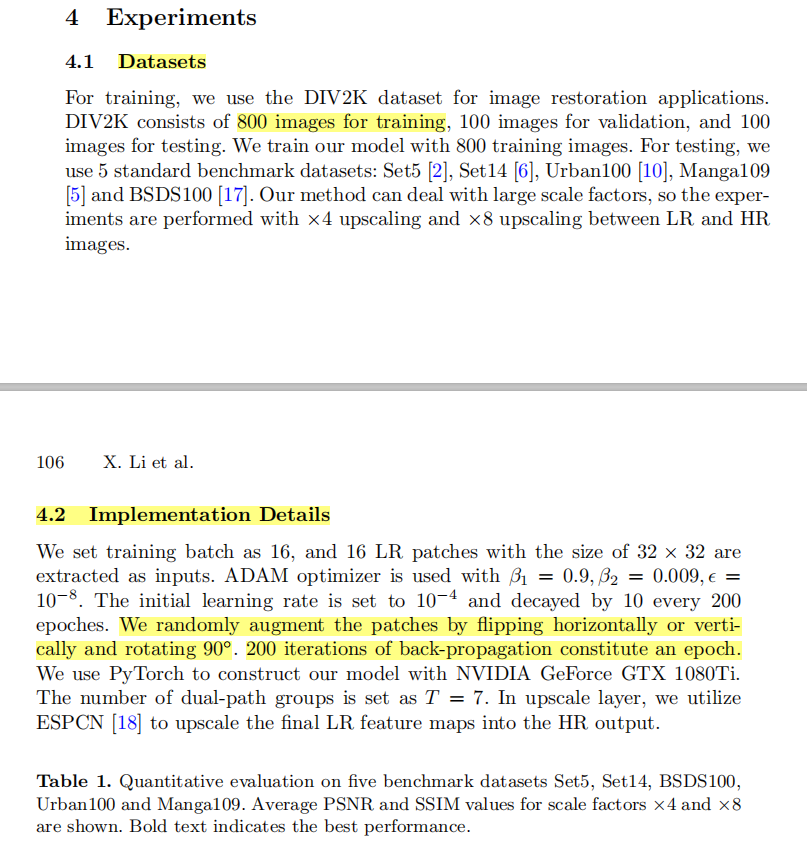 4 Experiments
4.1 Datasets
For training, we use the DIV2K dataset for image restoration applications.
DIV2K consists of 800 images for training, 100 images for validation, and 100
images for testing. We train our model with 800 training images. For testing, we
use 5 standard benchmark datasets: Set5 [2], Set14 [6], Urban100 [10], Manga109
[5] and BSDS100 [17]. Our method can deal with large scale factors, so the exper-
iments are performed with ×4 upscaling and ×8 upscaling between LR and HR
images.
106 X. Li et al.
4.2 Implementation Details
We set training batch as 16, and 16 LR patches with the size of 32 × 32 are
extracted as inputs. ADAM optimizer is used with β₁ = 0.9, β₂ = 0.009, ϵ =
10⁻⁸. The initial learning rate is set to 10⁻⁴ and decayed by 10 every 200
epoches. We randomly augment the patches by flipping horizontally or verti-
cally and rotating 90°. 200 iterations of back-propagation constitute an epoch.
We use PyTorch to construct our model with NVIDIA GeForce GTX 1080Ti.
The number of dual-path groups is set as T = 7. In upscale layer, we utilize
ESPCN [18] to upscale the final LR feature maps into the HR output.
Table 1. Quantitative evaluation on five benchmark datasets Set5, Set14, BSDS100,
Urban100 and Manga109. Average PSNR and SSIM values for scale factors ×4 and ×8
are shown. Bold text indicates the best performance.